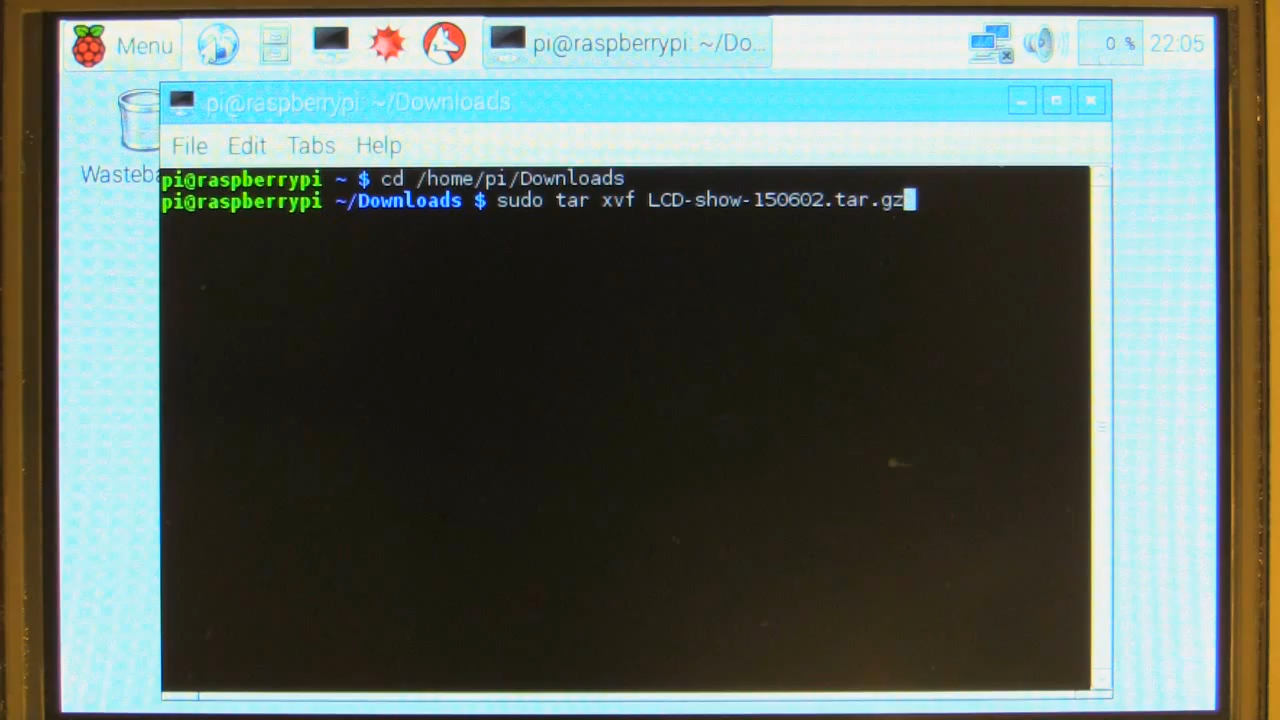 Menu
pi@raspberrypi: ~/Do...
0 %
22:05
pi@raspberrypi: ~/Downloads
File Edit Tabs Help
Wasteba
pi@raspberrypi ~ $ cd /home/pi/Downloads
pi@raspberrypi ~/Downloads $ sudo tar xvf LCD-show-150602.tar.gz